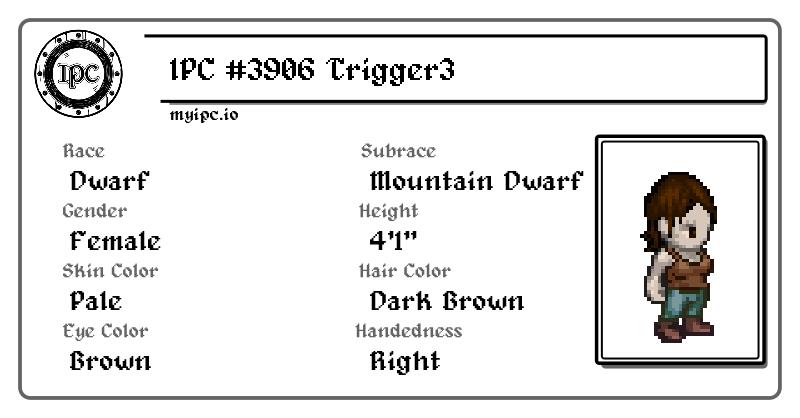 IPC
IPC #3906 Trigger3
myipc.io
Race
Dwarf
Subrace
Mountain Dwarf
Gender
Female
Height
4'1"
Skin Color
Pale
Hair Color
Dark Brown
Eye Color
Brown
Handedness
Right